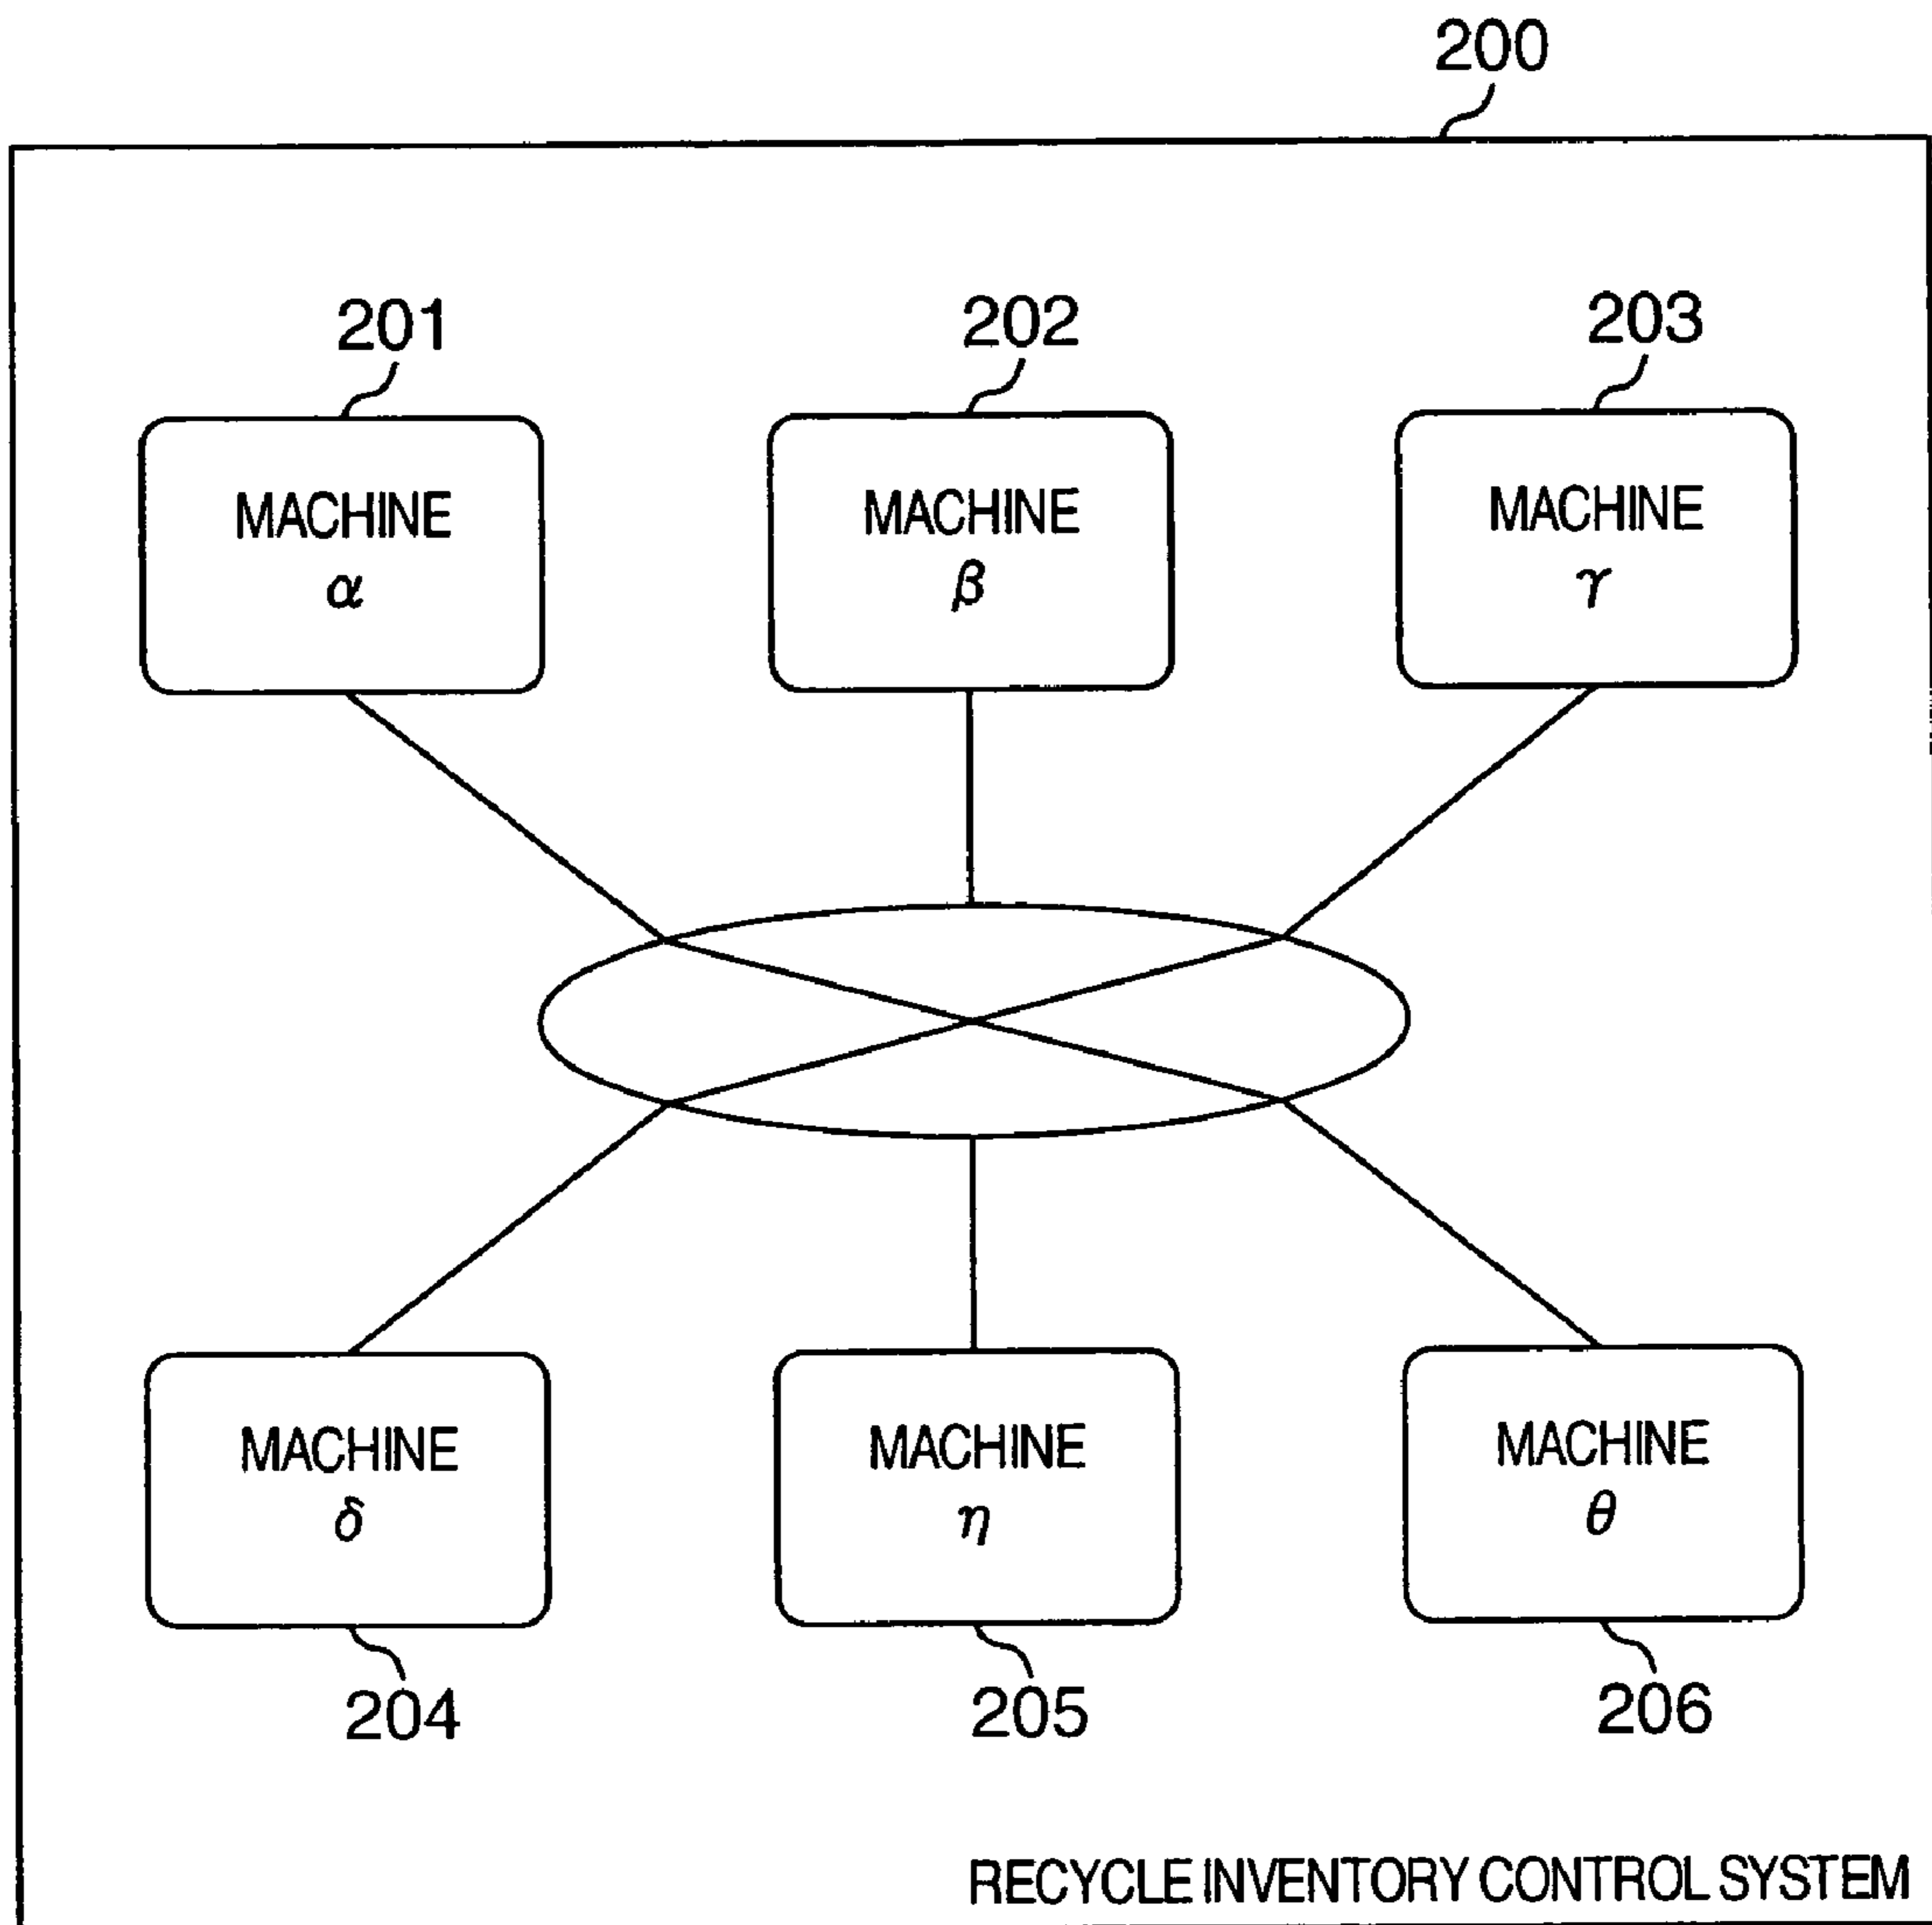 200
201
202
203
MACHINE
α
MACHINE
β
MACHINE
γ
MACHINE
δ
MACHINE
η
MACHINE
θ
204
205
206
RECYCLE INVENTORY CONTROL SYSTEM